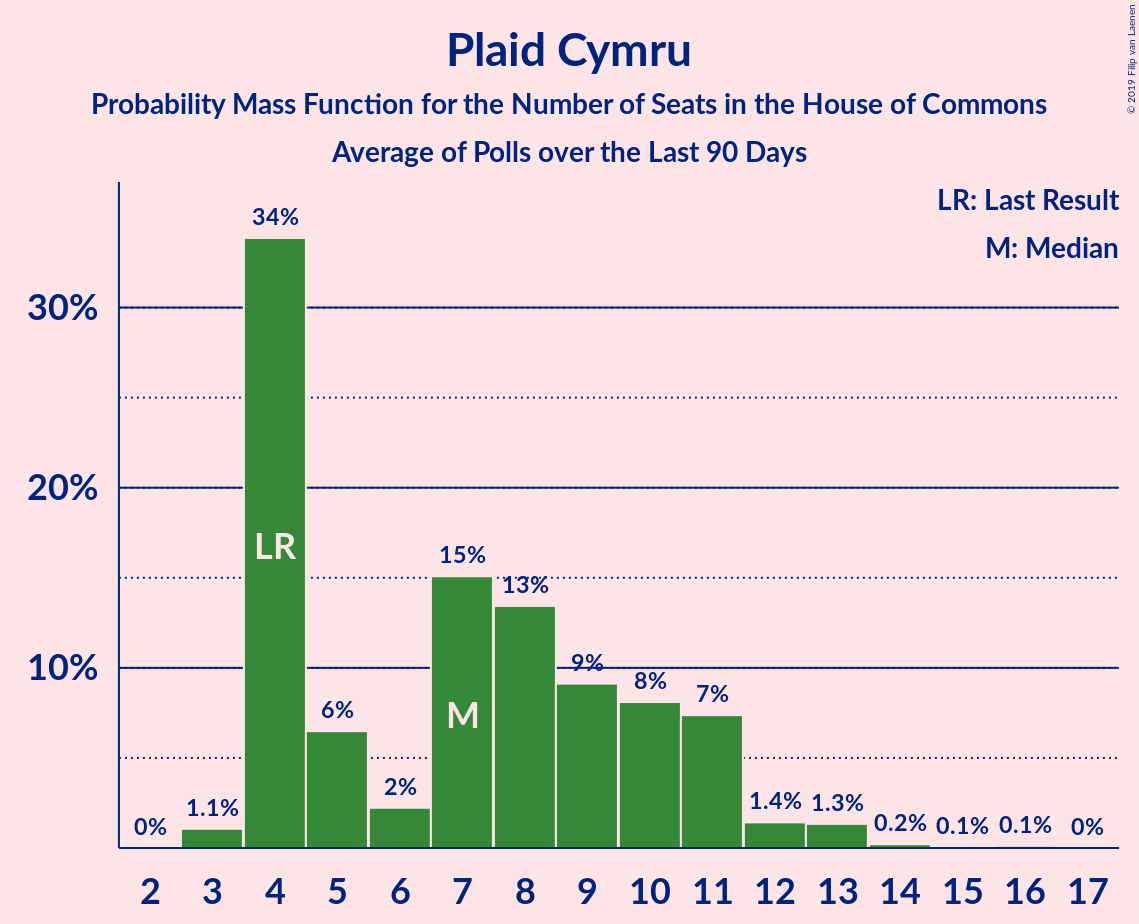 Plaid Cymru
Probability Mass Function for the Number of Seats in the House of Commons
Average of Polls over the Last 90 Days
© 2019 Filip van Laenen
LR: Last Result
M: Median
30%
20%
10%
0%
1.1%
34%
6%
2%
15%
13%
9%
8%
7%
1.4%
1.3%
0.2%
0.1%
0.1%
0%
LR
M
2 3 4 5 6 7 8 9 10 11 12 13 14 15 16 17